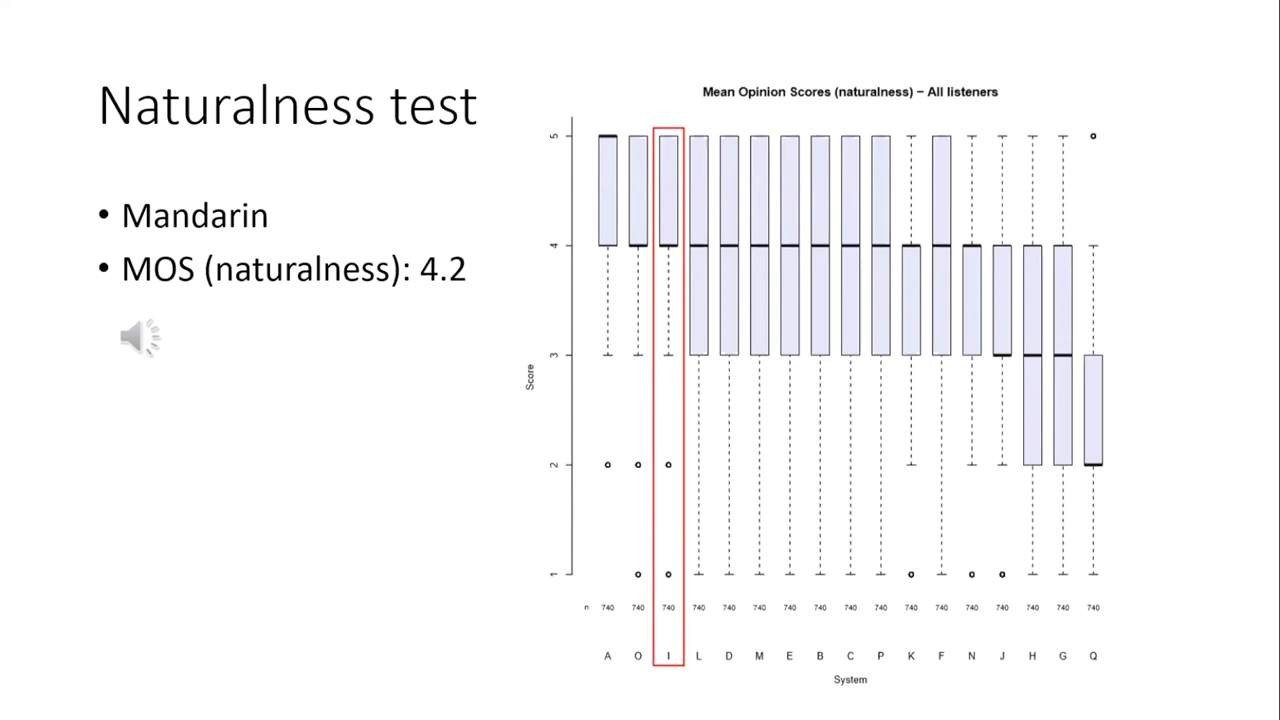 Naturalness test
• Mandarin
• MOS (naturalness): 4.2
Mean Opinion Scores (naturalness) − All listeners
Score
5
4
3
2
1
n 740 740 740 740 740 740 740 740 740 740 740 740 740 740 740 740 740
A O I L D M E B C P K F N J H G Q
System